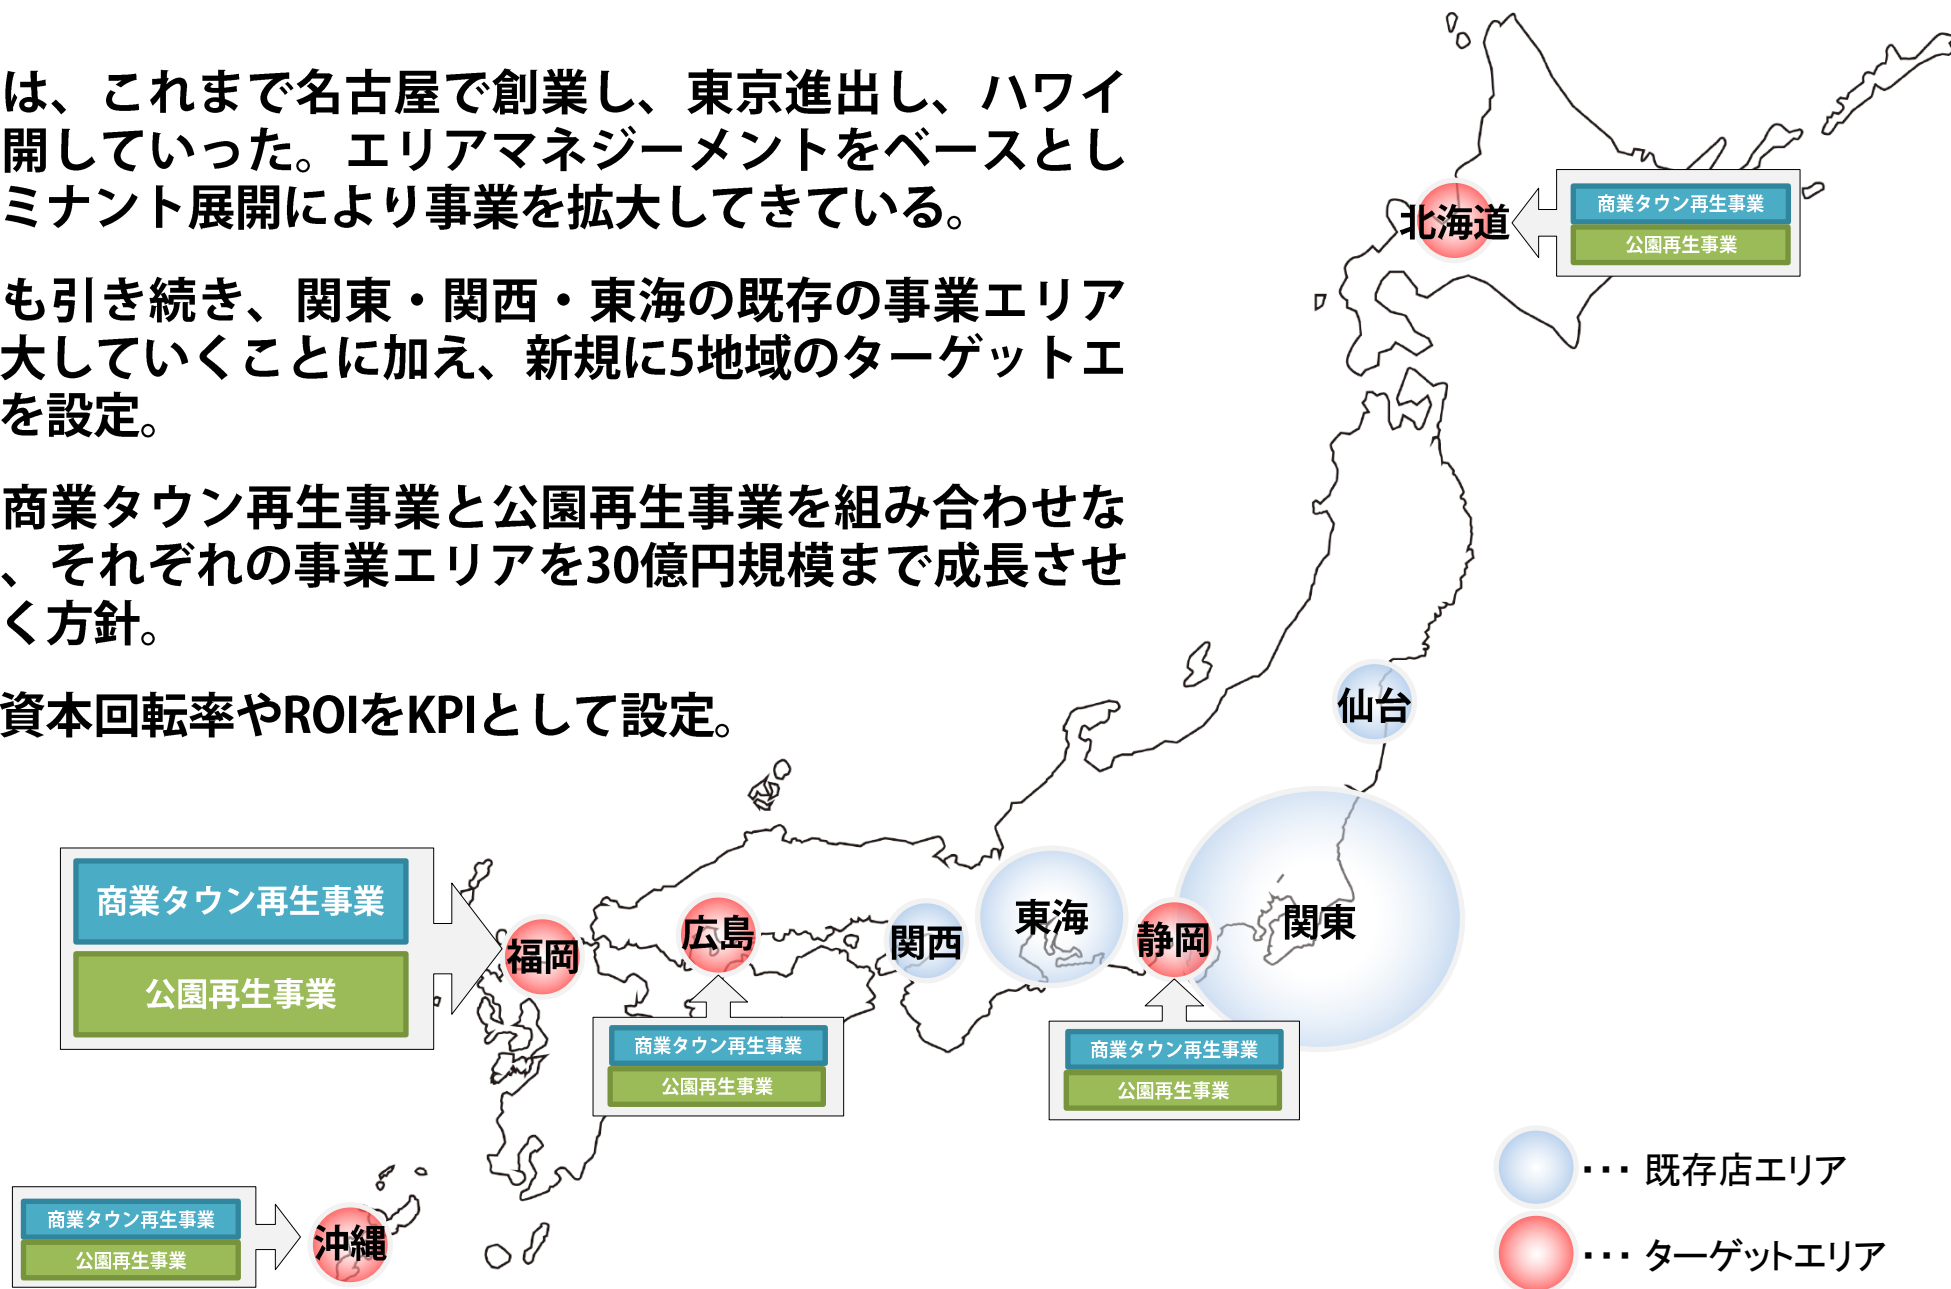 は、これまで名古屋で創業し、東京進出し、ハワイ
開していった。エリアマネジーメントをベースとし
ミナント展開により事業を拡大してきている。
も引き続き、関東・関西・東海の既存の事業エリア
大していくことに加え、新規に5地域のターゲットエ
を設定。
商業タウン再生事業と公園再生事業を組み合わせな
、それぞれの事業エリアを30億円規模まで成長させ
く方針。
資本回転率やROIをKPIとして設定。
北海道
商業タウン再生事業
公園再生事業
仙台
商業タウン再生事業
公園再生事業
福岡
広島
関西
東海
静岡
関東
商業タウン再生事業
公園再生事業
商業タウン再生事業
公園再生事業
商業タウン再生事業
公園再生事業
沖縄
・・・ 既存店エリア
・・・ ターゲットエリア